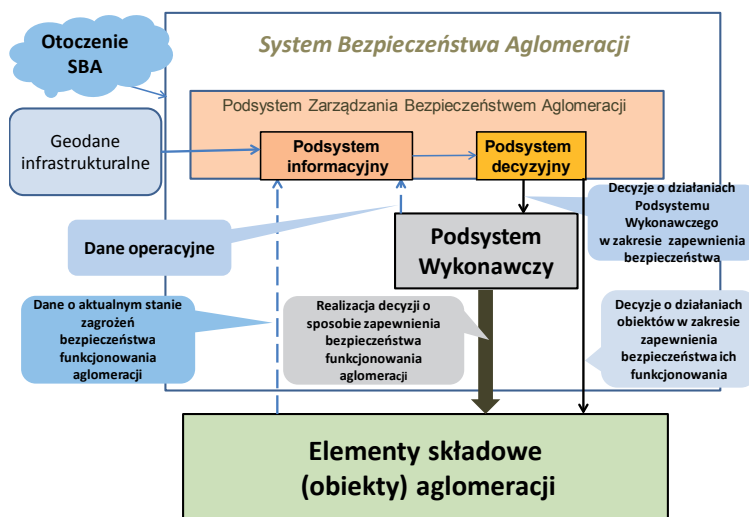 Otoczenie
SBA
System Bezpieczeństwa Aglomeracji
Podsystem Zarządzania Bezpieczeństwem Aglomeracji
Geodane
infrastrukturalne
Podsystem
informacyjny
Podsystem
decyzyjny
Decyzje o działaniach
Podsystemu
Wykonawczego
w zakresie zapewnienia
bezpieczeństwa
Dane operacyjne
Podsystem
Wykonawczy
Dane o aktualnym stanie
zagrożeń
bezpieczeństwa
funkcjonowania
aglomeracji
Realizacja decyzji o
sposobie zapewnienia
bezpieczeństwa
funkcjonowania
aglomeracji
Decyzje o działaniach
obiektów w zakresie
zapewnienia
bezpieczeństwa ich
funkcjonowania
Elementy składowe
(obiekty) aglomeracji